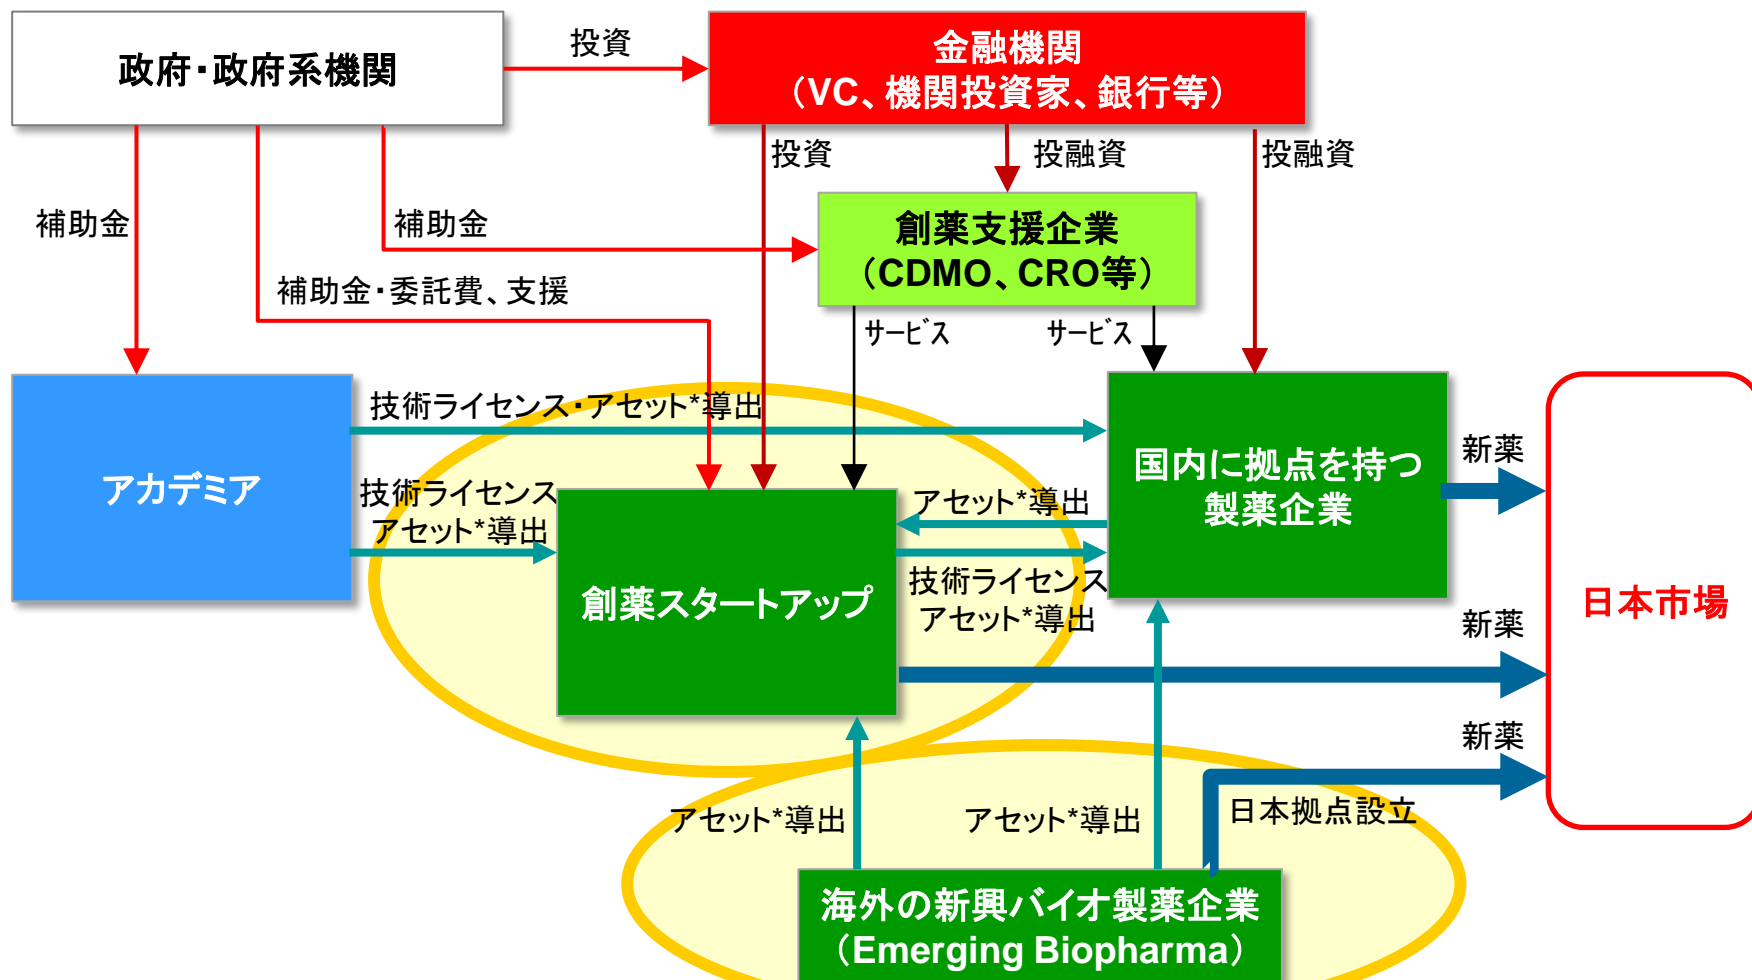 政府・政府系機関
投資
金融機関
（VC、機関投資家、銀行等）
投資
投融資
投融資
補助金
補助金
創薬支援企業
（CDMO、CRO等）
補助金・委託費、支援
サービス
サービス
技術ライセンス・アセット*導出
アカデミア
技術ライセンス
アセット*導出
国内に拠点を持つ
製薬企業
新薬
アセット*導出
創薬スタートアップ
技術ライセンス
アセット*導出
新薬
日本市場
新薬
アセット*導出
アセット*導出
日本拠点設立
海外の新興バイオ製薬企業
（Emerging Biopharma）